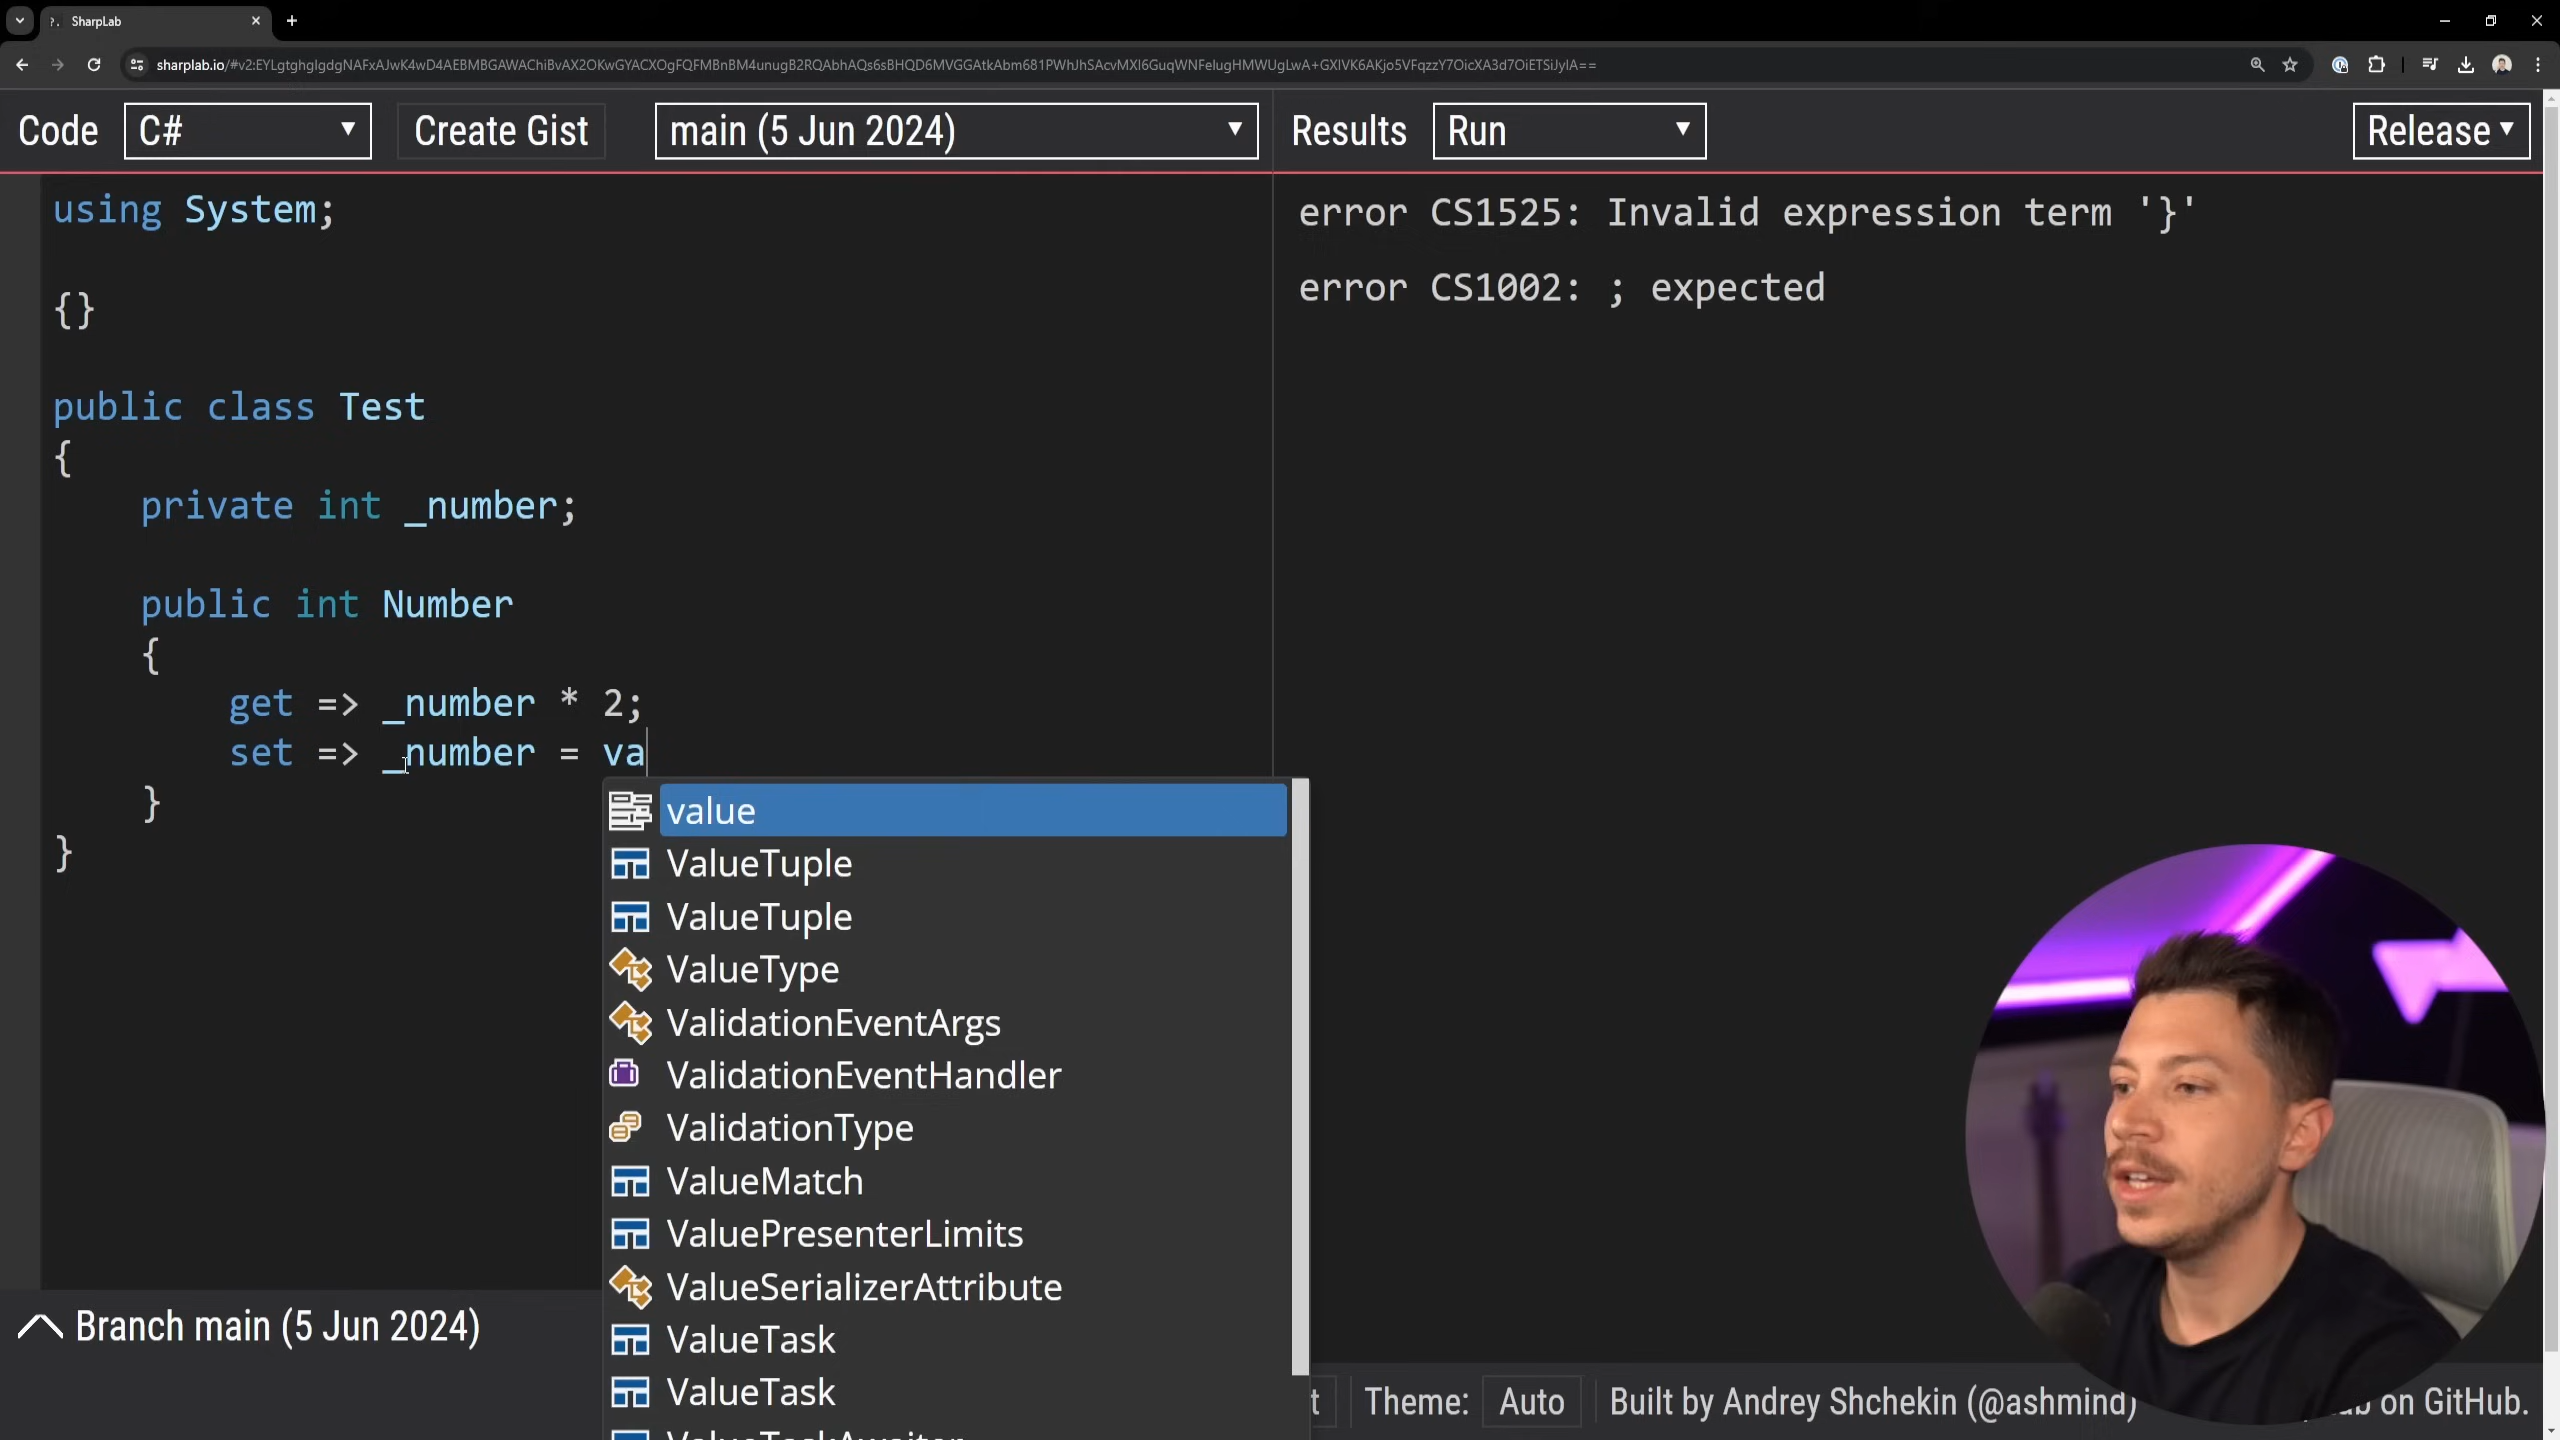 SharpLab
sharplab.io/#v2:EYLgtghglgdgNAFxAJwK4wD4AEBMBGAWAChiBvAX2OKwGYACXOgFQFMBnBM4unugB2RQAbhAQs6sBHQD6MVGGAtkAbm681PWhJhSAcvMXl6GuqWNFelugHMWUgLwA+GXlVK6AKjo5VFqzzY7OicXA3d7OiETSiJylA==
Code
C#
Create Gist
main (5 Jun 2024)
Results
Run
Release
using System;
{}
public class Test
{
private int _number;
public int Number
{
get => _number * 2;
set => _number = va
}
}
value
ValueTuple
ValueTuple
ValueType
ValidationEventArgs
ValidationEventHandler
ValidationType
ValueMatch
ValuePresenterLimits
ValueSerializerAttribute
ValueTask
ValueTask
ValueTaskAwaiter
error CS1525: Invalid expression term '}'
error CS1002: ; expected
Branch main (5 Jun 2024)
t
Theme: Auto
Built by Andrey Shchekin (@ashmind)
on GitHub.